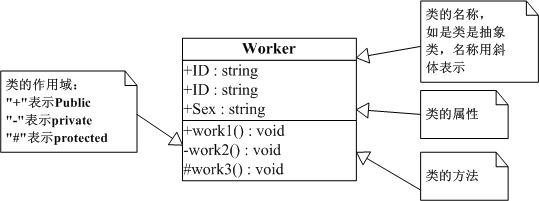 类的名称，
如是类是抽象
类，名称用斜
体表示
Worker
+ID : string
+ID : string
+Sex : string
+work1() : void
-work2() : void
#work3() : void
类的作用域：
"+"表示Public
"-"表示private
"#"表示protected
类的属性
类的方法